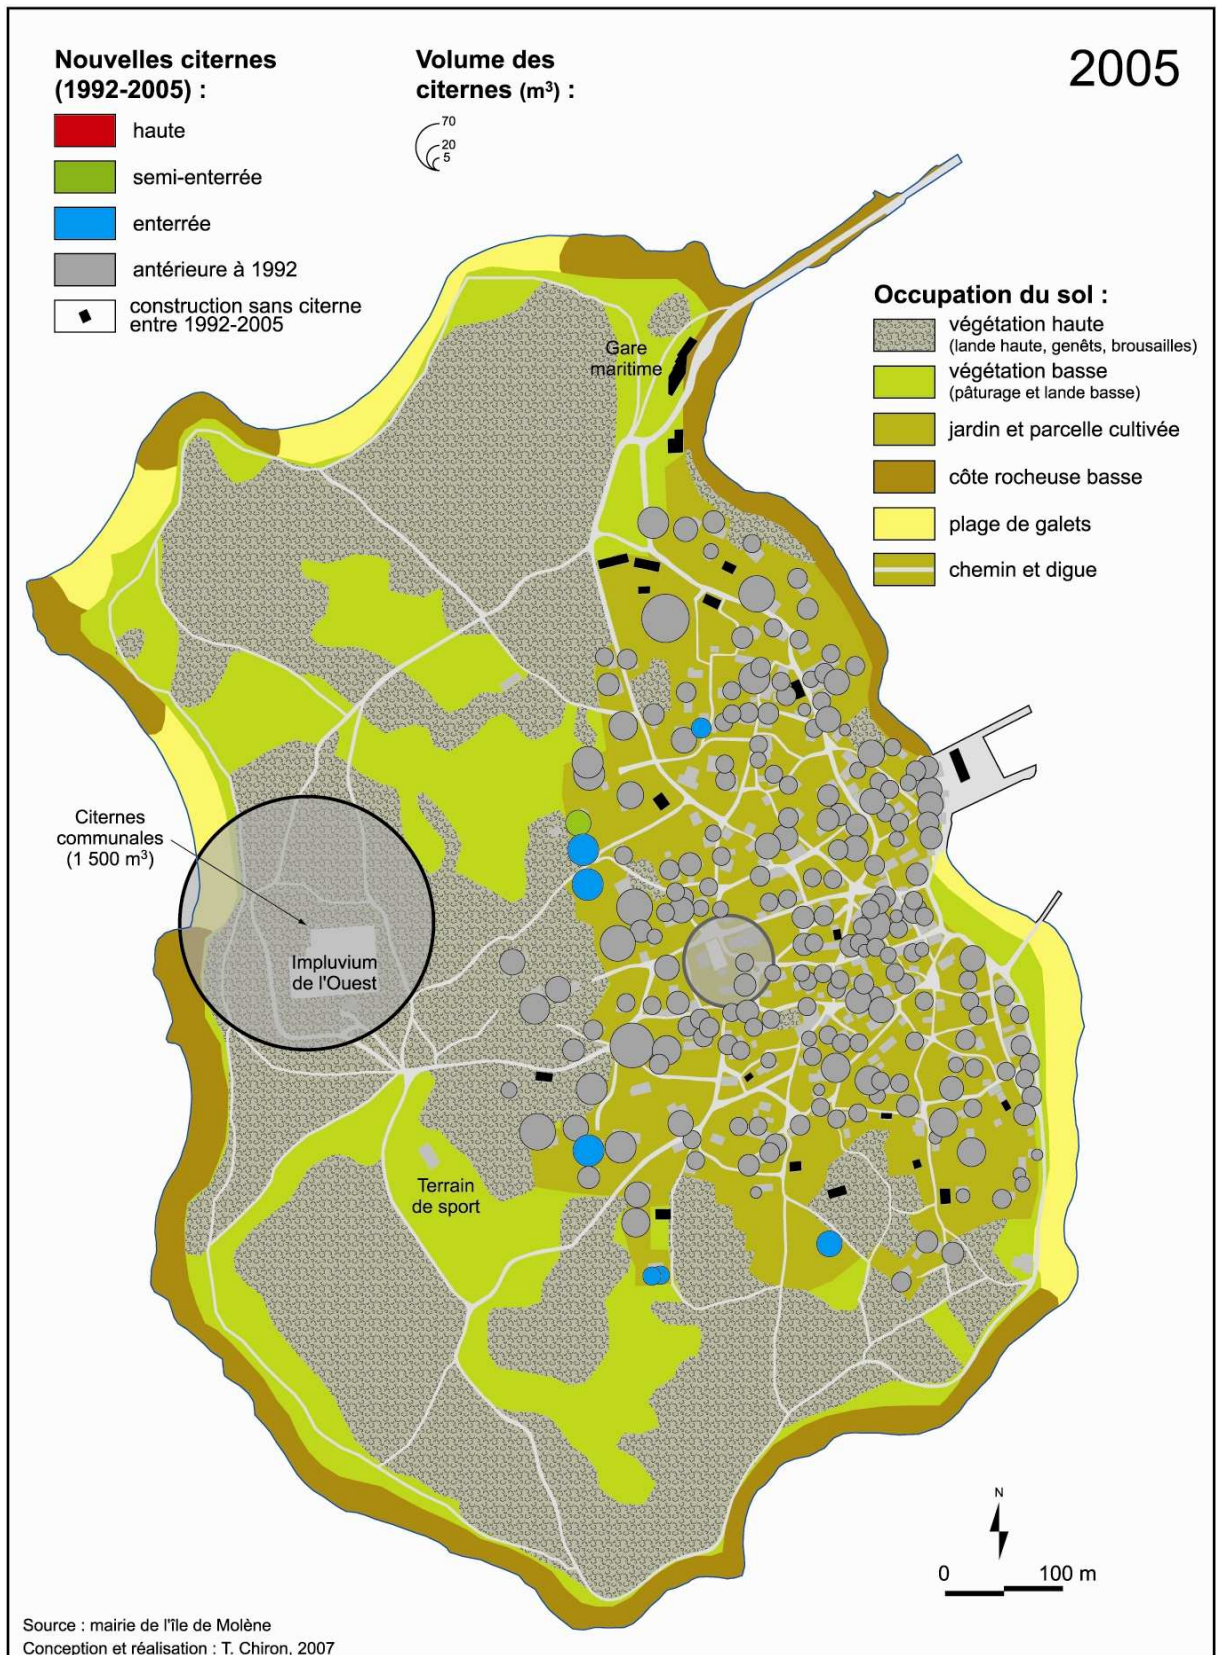 Nouvelles citernes
(1992-2005) :
haute
semi-enterrée
enterrée
antérieure à 1992
construction sans citerne
entre 1992-2005
Volume des
citernes (m³) :
70
20
5
2005
Occupation du sol :
végétation haute
(lande haute, genêts, brousailles)
végétation basse
(pâturage et lande basse)
jardin et parcelle cultivée
côte rocheuse basse
plage de galets
chemin et digue
Gare
maritime
Citernes
communales
(1 500 m³)
Impluvium
de l'Ouest
Terrain
de sport
N
0 100 m
Source : mairie de l'île de Molène
Conception et réalisation : T. Chiron, 2007